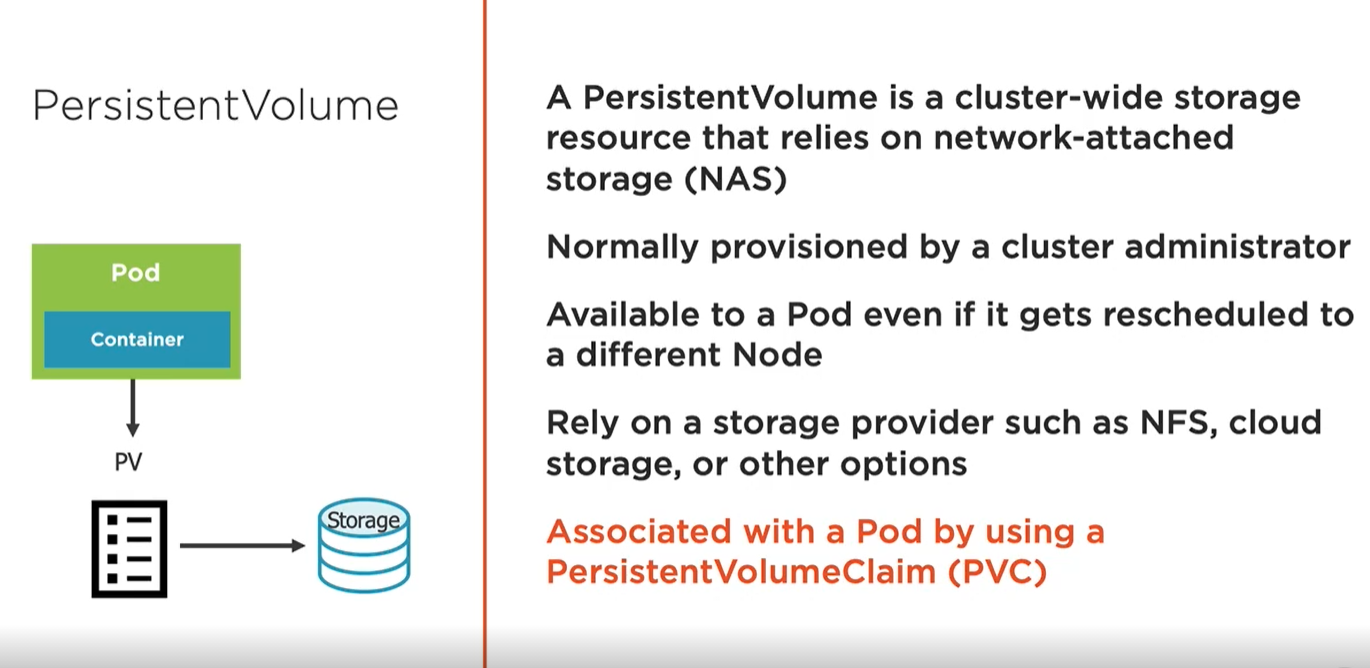 PersistentVolume
Pod
Container
PV
Storage
A PersistentVolume is a cluster-wide storage
resource that relies on network-attached
storage (NAS)
Normally provisioned by a cluster administrator
Available to a Pod even if it gets rescheduled to
a different Node
Rely on a storage provider such as NFS, cloud
storage, or other options
Associated with a Pod by using a
PersistentVolumeClaim (PVC)